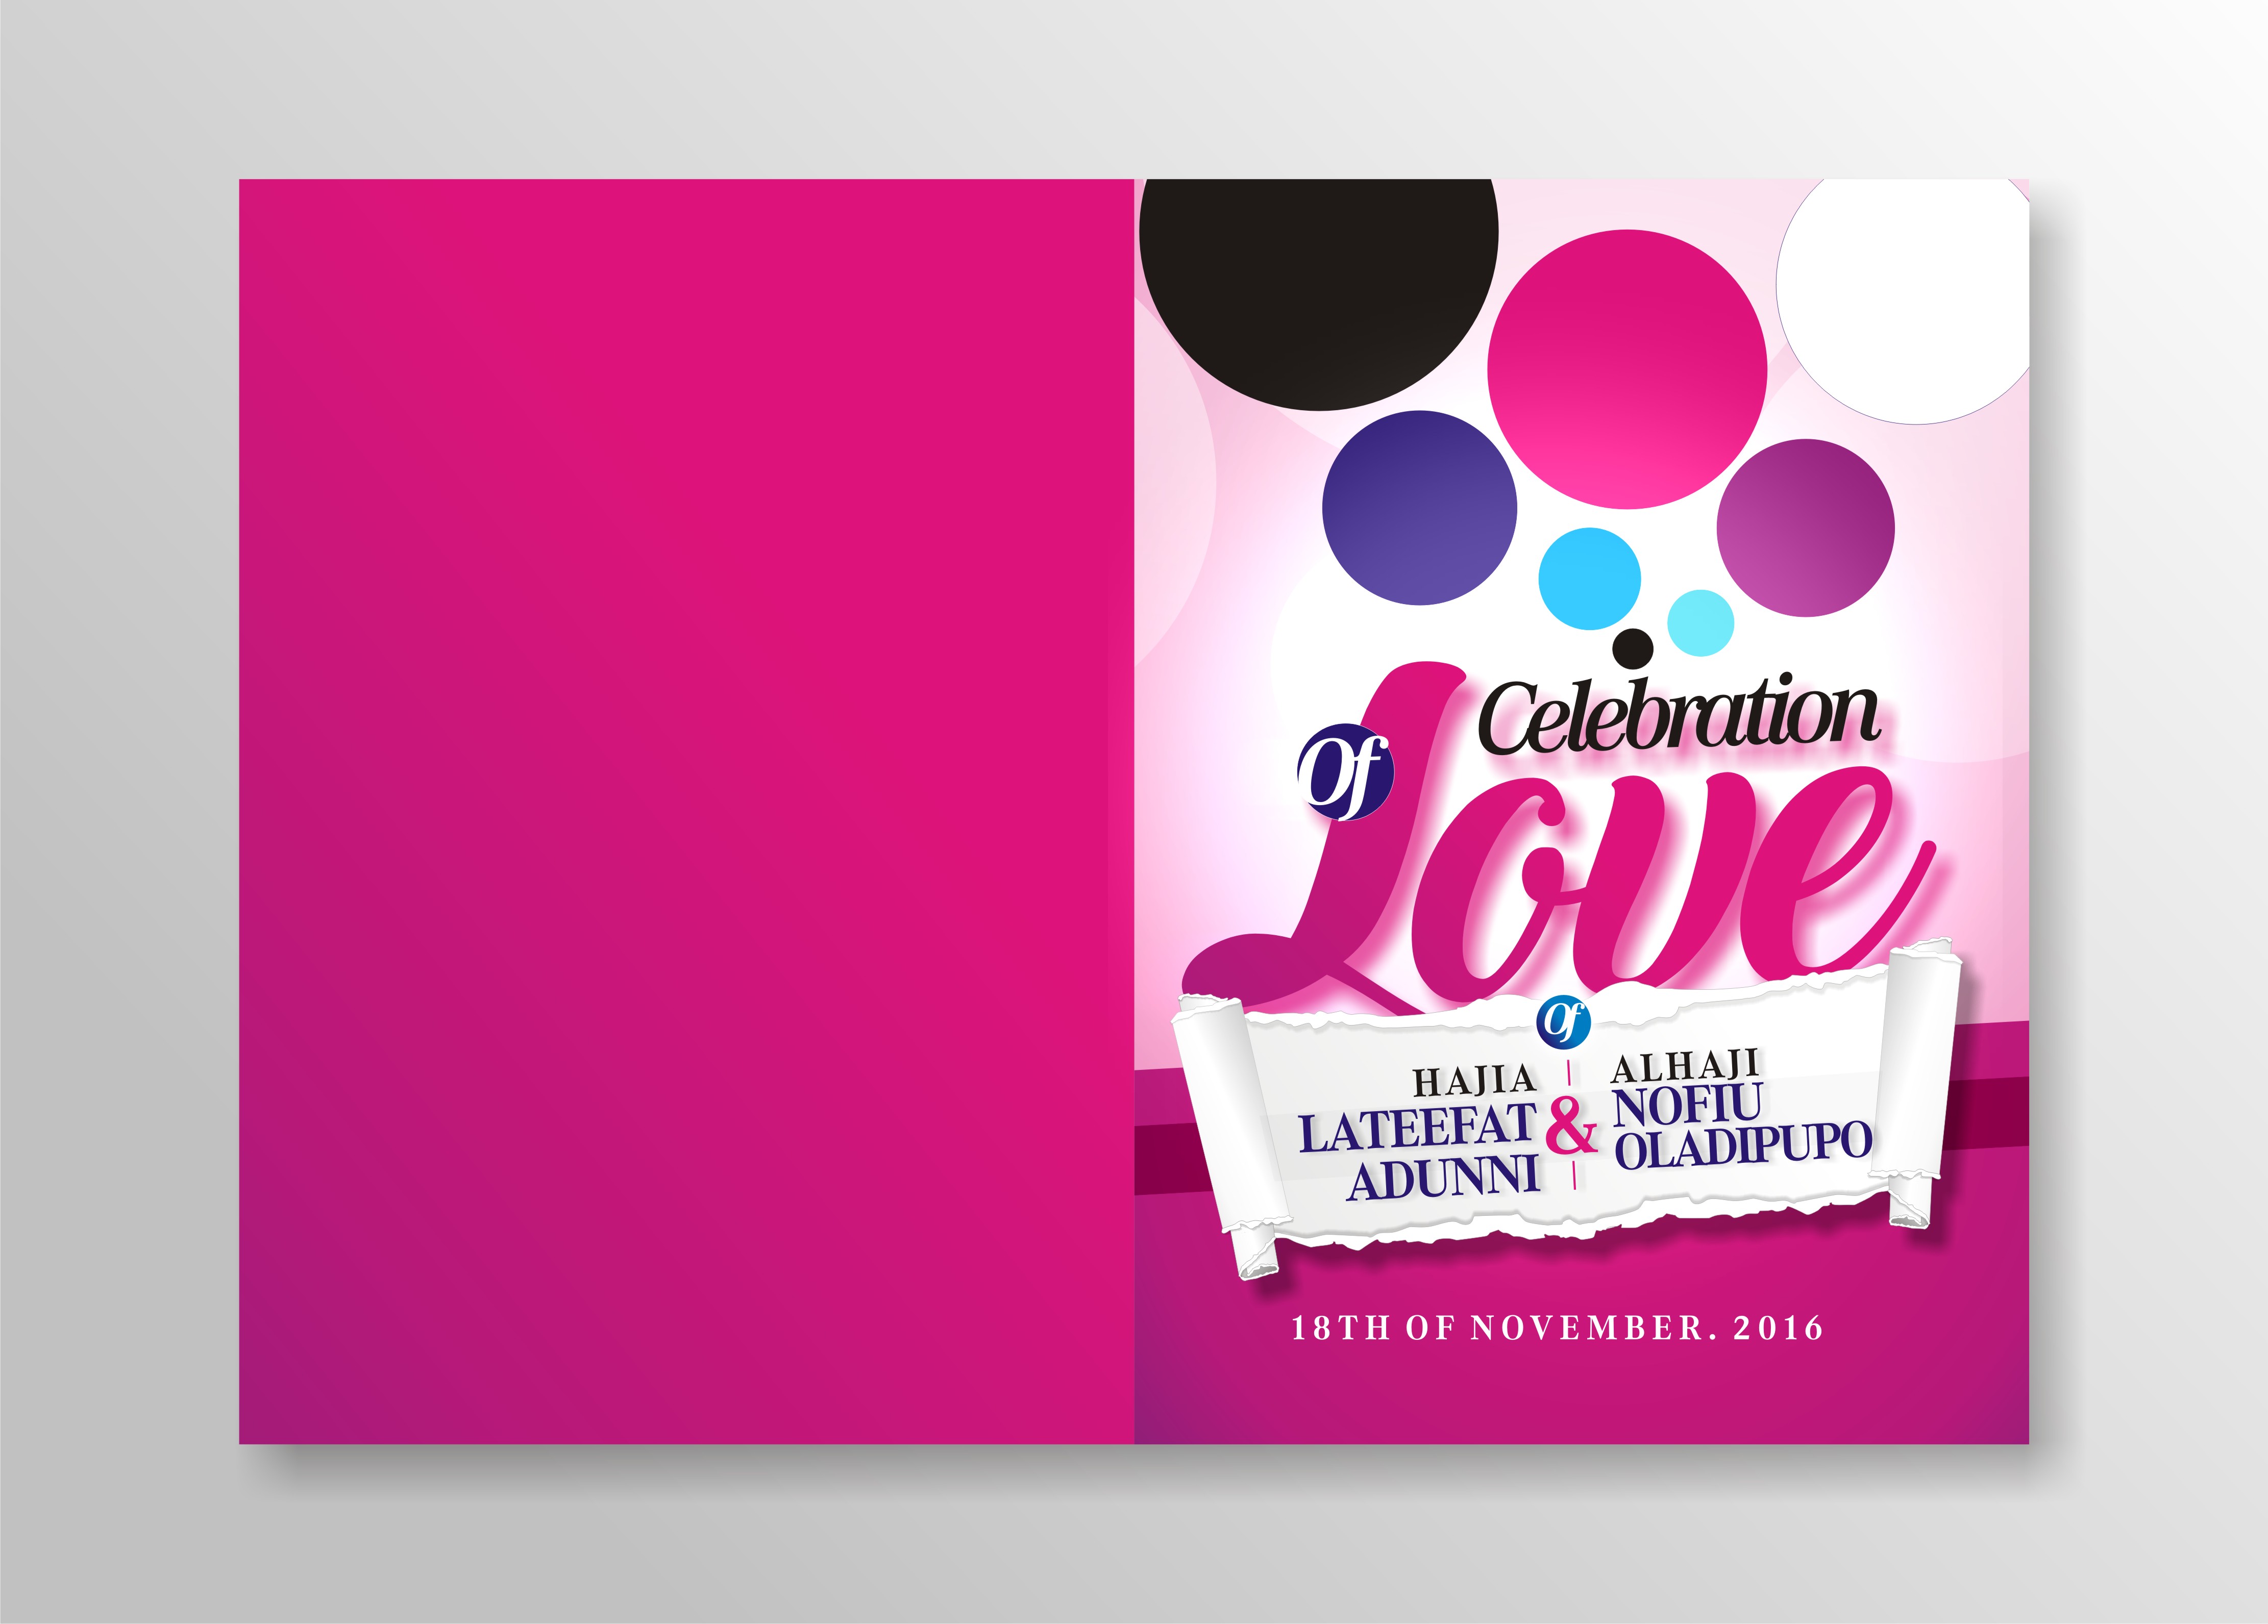 Celebration
Of
Love
Of
HAJIA
LATEEFAT
ADUNNI
&
ALHAJI
NOFIU
OLADIPUPO
18TH OF NOVEMBER. 2016